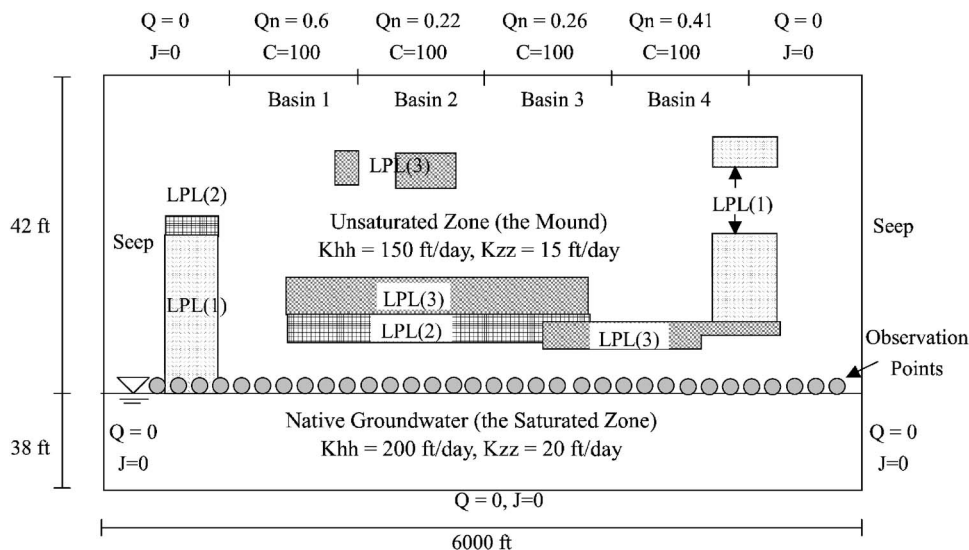 Q = 0 Qn = 0.6 Qn = 0.22 Qn = 0.26 Qn = 0.41 Q = 0
J=0 C=100 C=100 C=100 C=100 J=0
Basin 1 Basin 2 Basin 3 Basin 4
LPL(3)
LPL(2) LPL(1)
42 ft Seep Unsaturated Zone (the Mound) Seep
Khh = 150 ft/day, Kzz = 15 ft/day
LPL(1) LPL(3)
LPL(2) LPL(3)
Observation
Points
Native Groundwater (the Saturated Zone)
Q = 0 Khh = 200 ft/day, Kzz = 20 ft/day Q = 0
38 ft J=0 J=0
Q = 0, J=0
6000 ft